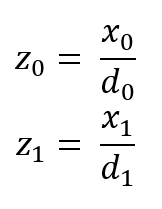 z₀ = x₀/d₀
z₁ = x₁/d₁